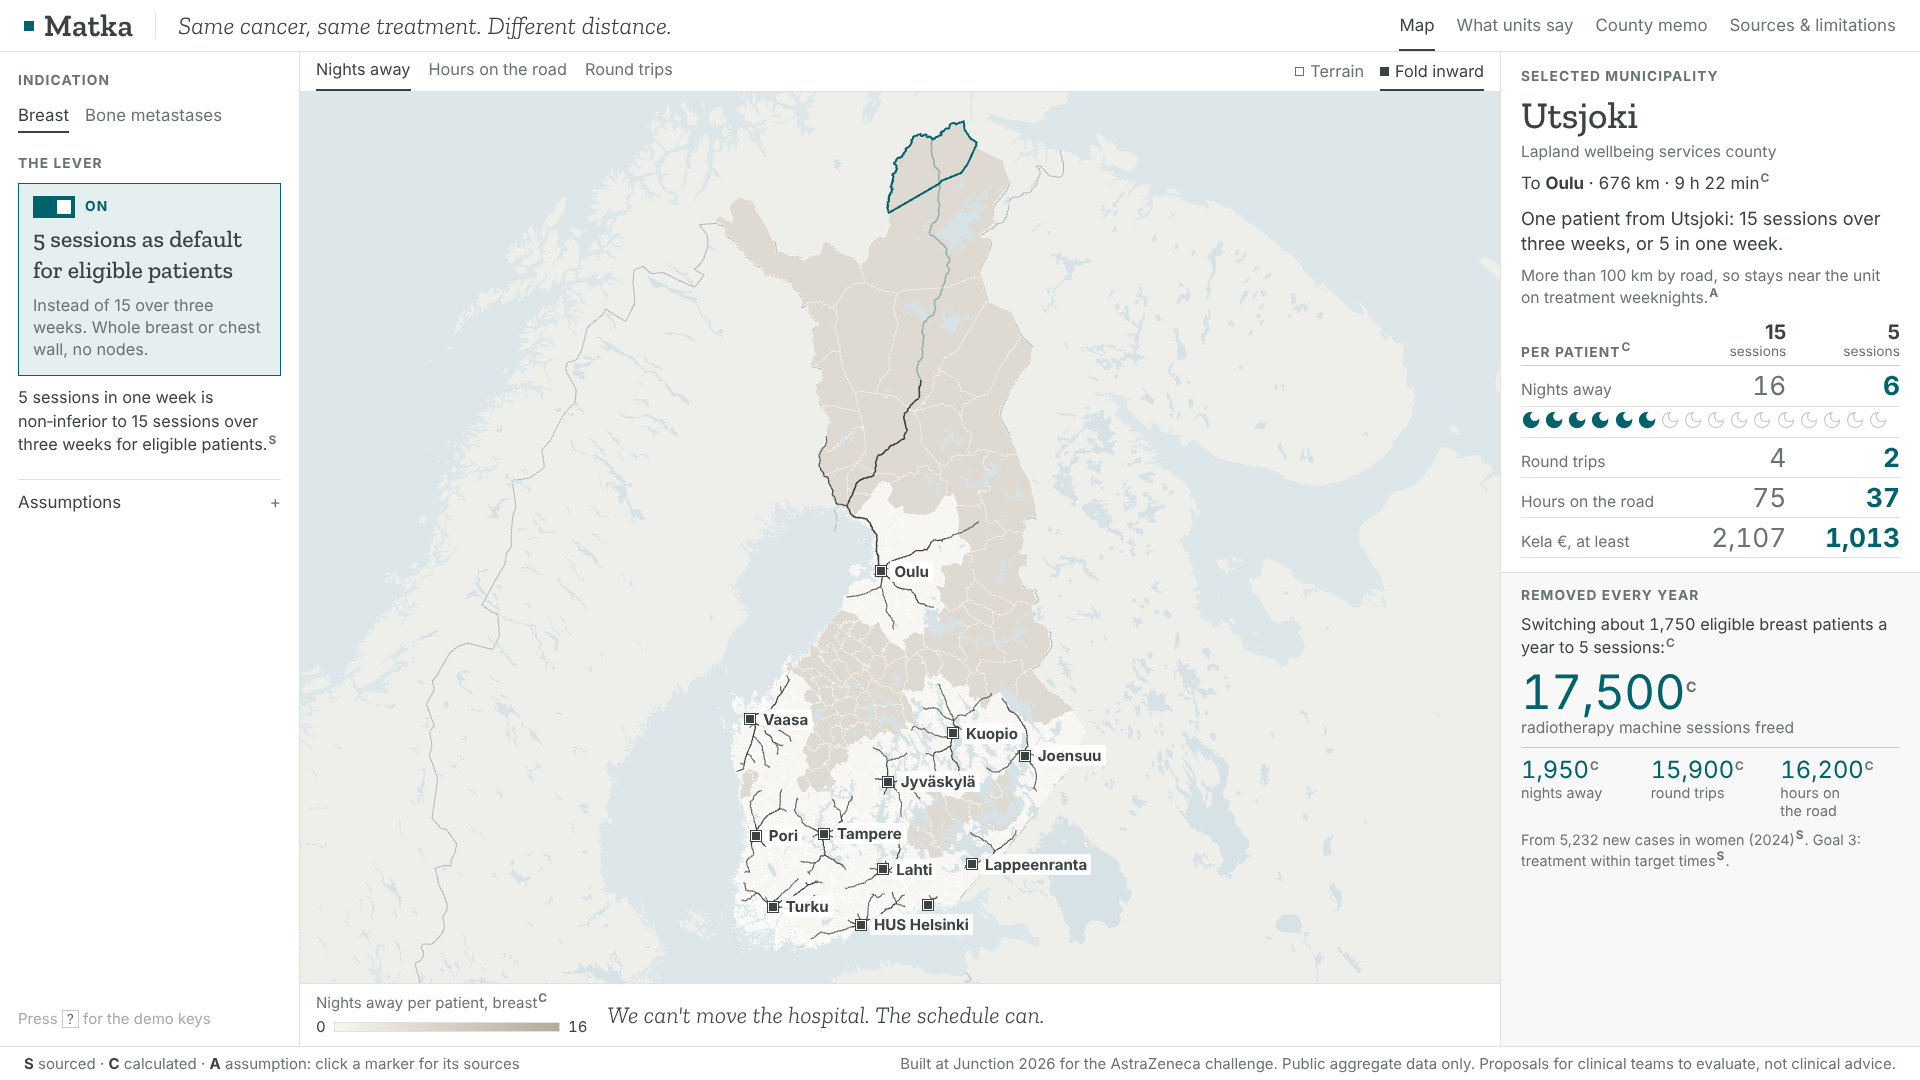 Matka
Same cancer, same treatment. Different distance.
Map
What units say
County memo
Sources & limitations
INDICATION
Breast
Bone metastases
THE LEVER
ON
5 sessions as default
for eligible patients
Instead of 15 over three
weeks. Whole breast or chest
wall, no nodes.
5 sessions in one week is
non-inferior to 15 sessions over
three weeks for eligible patients.S
Assumptions
+
Press ? for the demo keys
Nights away
Hours on the road
Round trips
Terrain
Fold inward
Oulu
Vaasa
Kuopio
Joensuu
Jyväskylä
Pori
Tampere
Lappeenranta
Lahti
Turku
HUS Helsinki
Nights away per patient, breastC
0
16
We can't move the hospital. The schedule can.
SELECTED MUNICIPALITY
Utsjoki
Lapland wellbeing services county
To Oulu · 676 km · 9 h 22 minC
One patient from Utsjoki: 15 sessions over
three weeks, or 5 in one week.
More than 100 km by road, so stays near the unit
on treatment weeknights.A
PER PATIENTC
15 sessions
5 sessions
Nights away 16 6
Round trips 4 2
Hours on the road 75 37
Kela €, at least 2,107 1,013
REMOVED EVERY YEAR
Switching about 1,750 eligible breast patients a
year to 5 sessions:C
17,500C
radiotherapy machine sessions freed
1,950C nights away
15,900C round trips
16,200C hours on the road
From 5,232 new cases in women (2024)S. Goal 3:
treatment within target timesS.
S sourced · C calculated · A assumption: click a marker for its sources
Built at Junction 2026 for the AstraZeneca challenge. Public aggregate data only. Proposals for clinical teams to evaluate, not clinical advice.